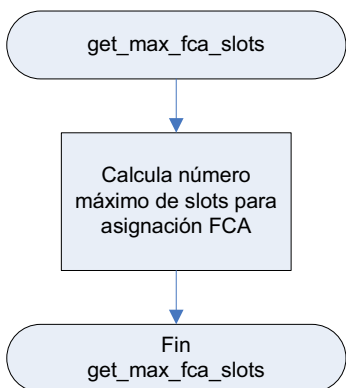 get_max_fca_slots
Calcula número
máximo de slots para
asignación FCA
Fin
get_max_fca_slots